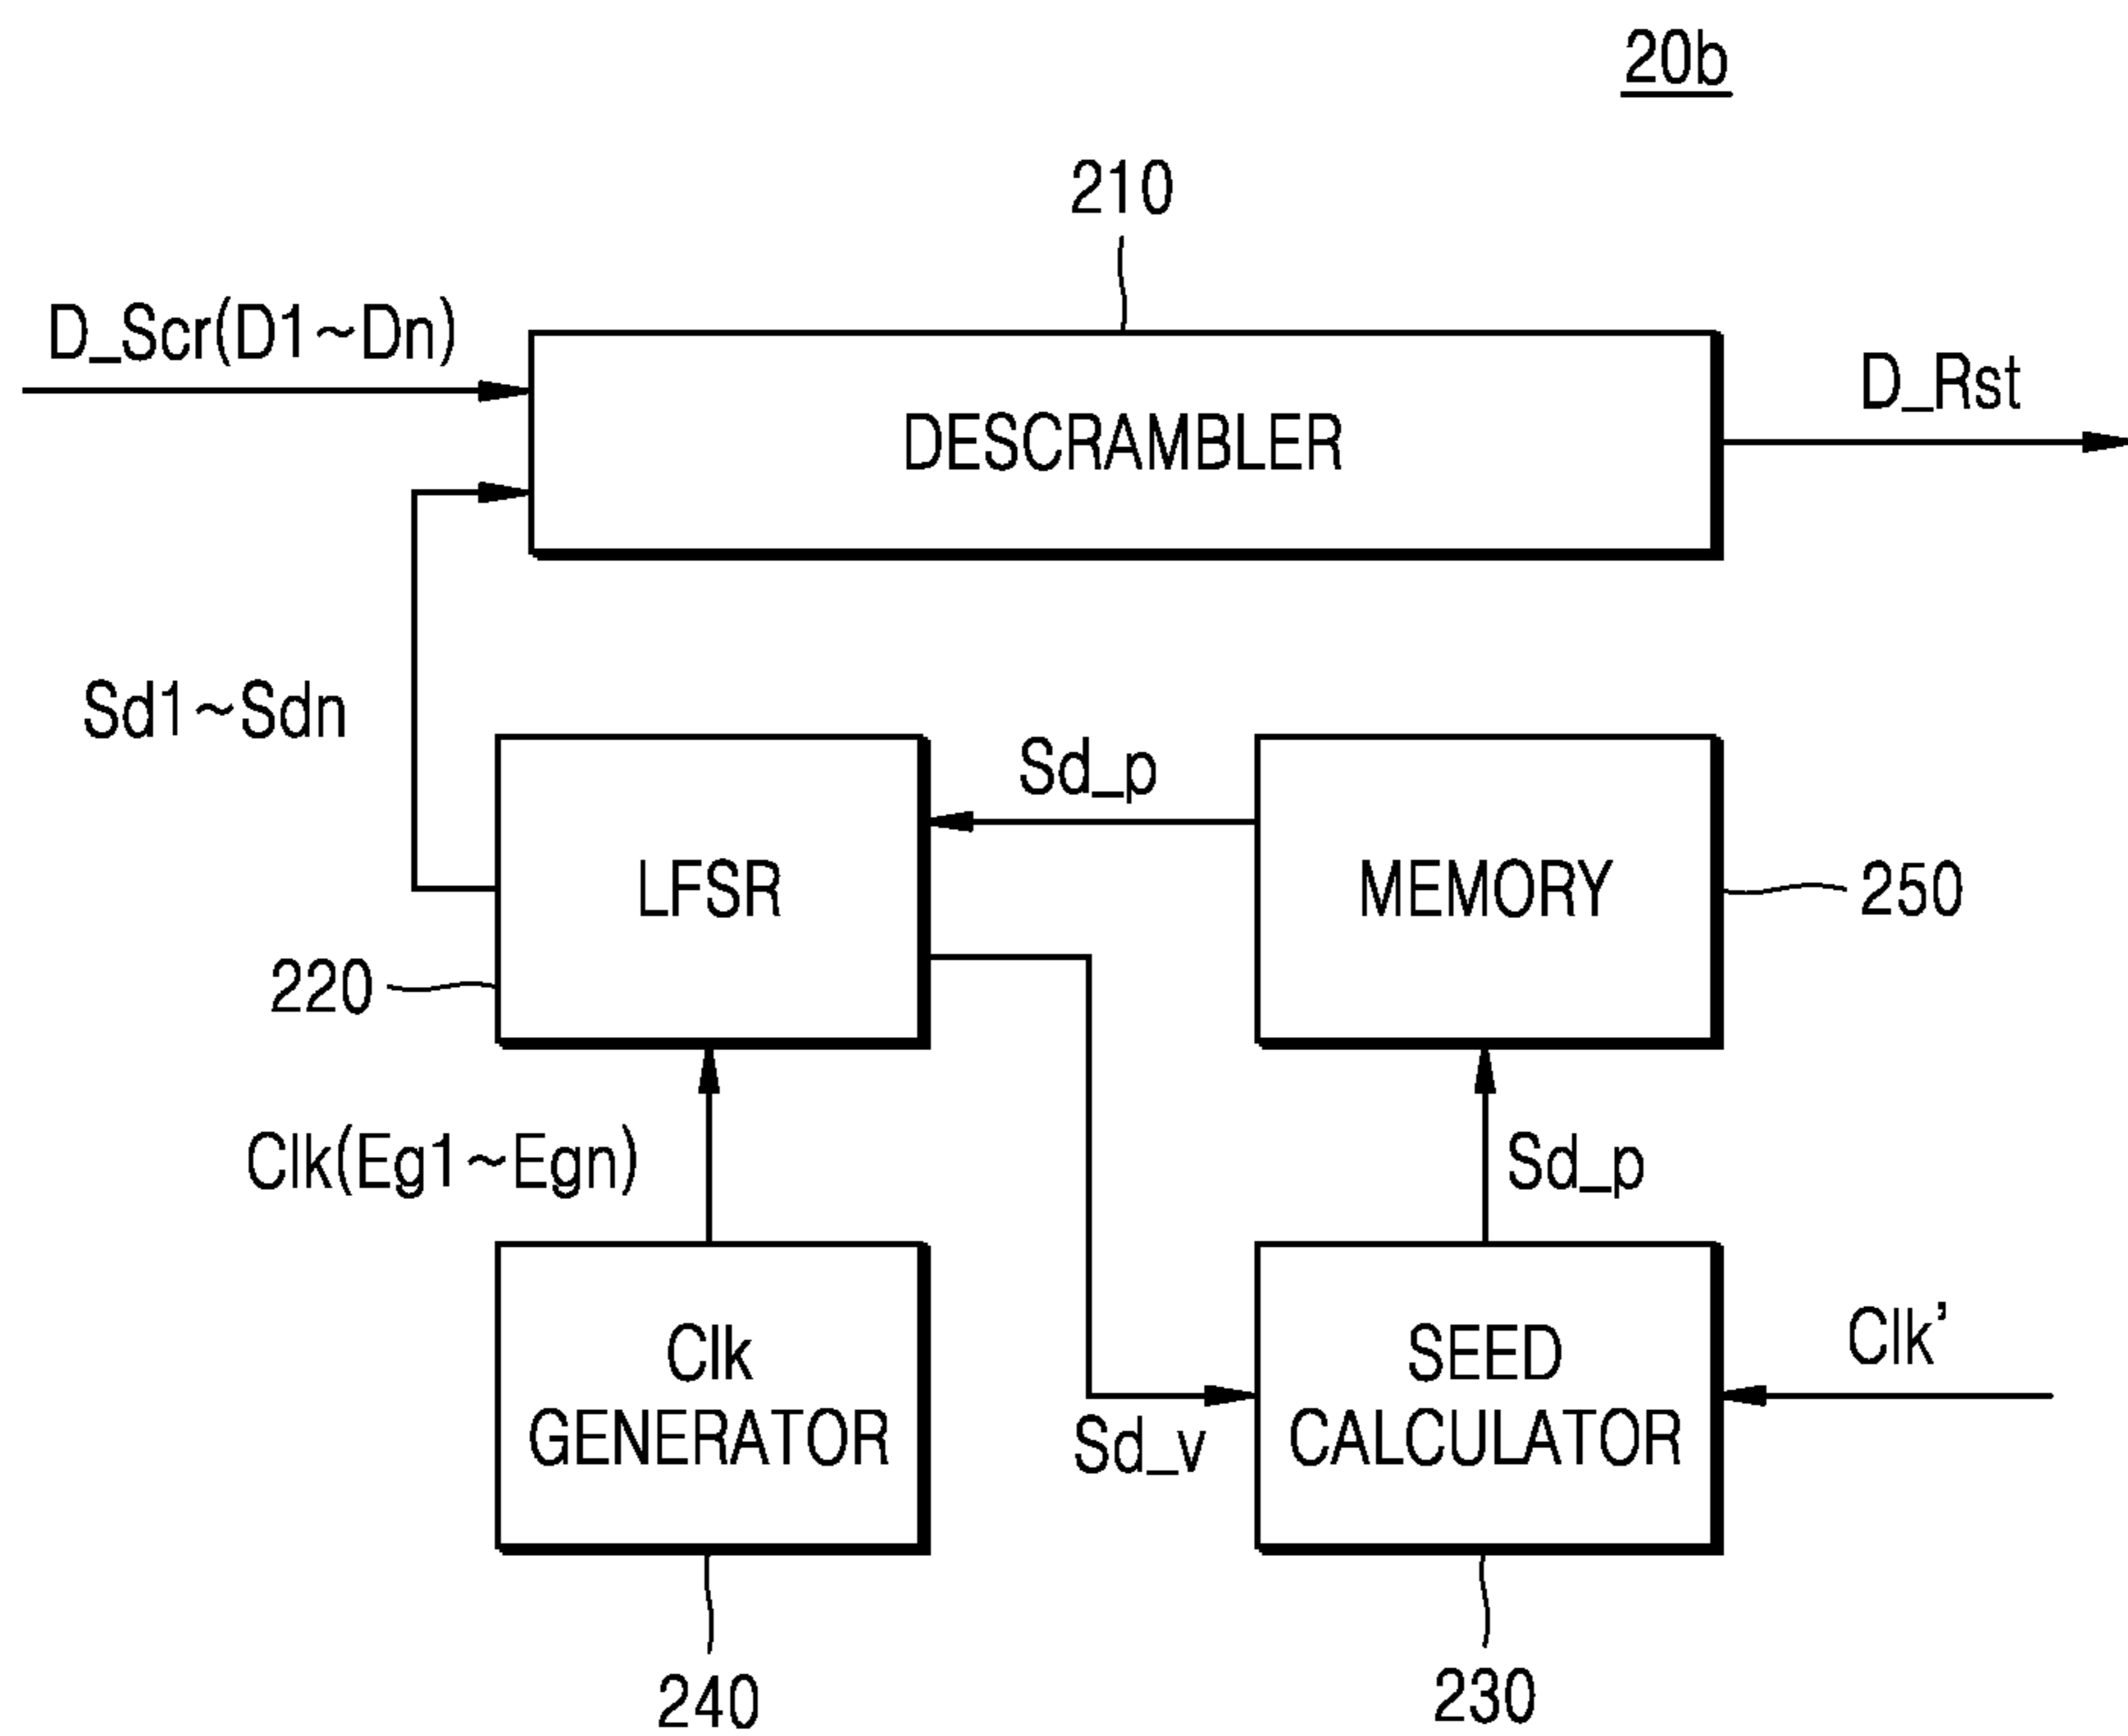 20b
210
D_Scr(D1~Dn)
DESCRAMBLER
D_Rst
Sd1~Sdn
Sd_p
LFSR
MEMORY
250
220
Clk(Eg1~Egn)
Sd_p
Clk
GENERATOR
Sd_v
SEED
CALCULATOR
Clk’
240
230